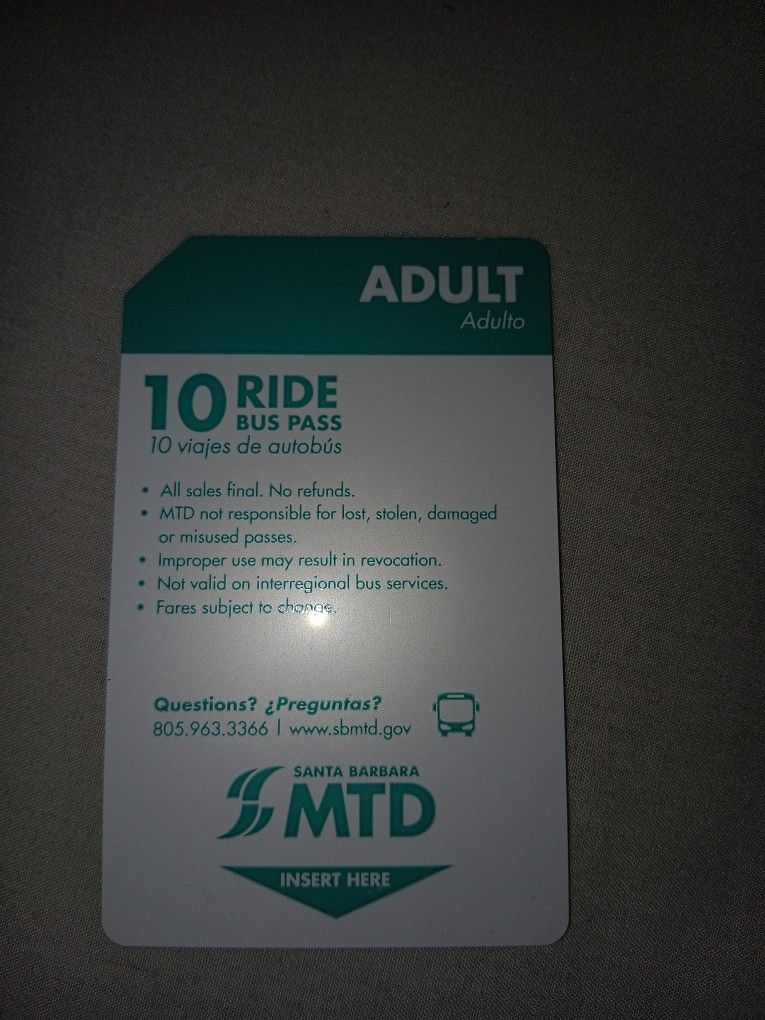 ADULT
Adulto
10 RIDE
BUS PASS
10 viajes de autobús
• All sales final. No refunds.
• MTD not responsible for lost, stolen, damaged
or misused passes.
• Improper use may result in revocation.
• Not valid on interregional bus services.
• Fares subject to change.
Questions? ¿Preguntas?
805.963.3366 | www.sbmtd.gov
SANTA BARBARA
MTD
INSERT HERE